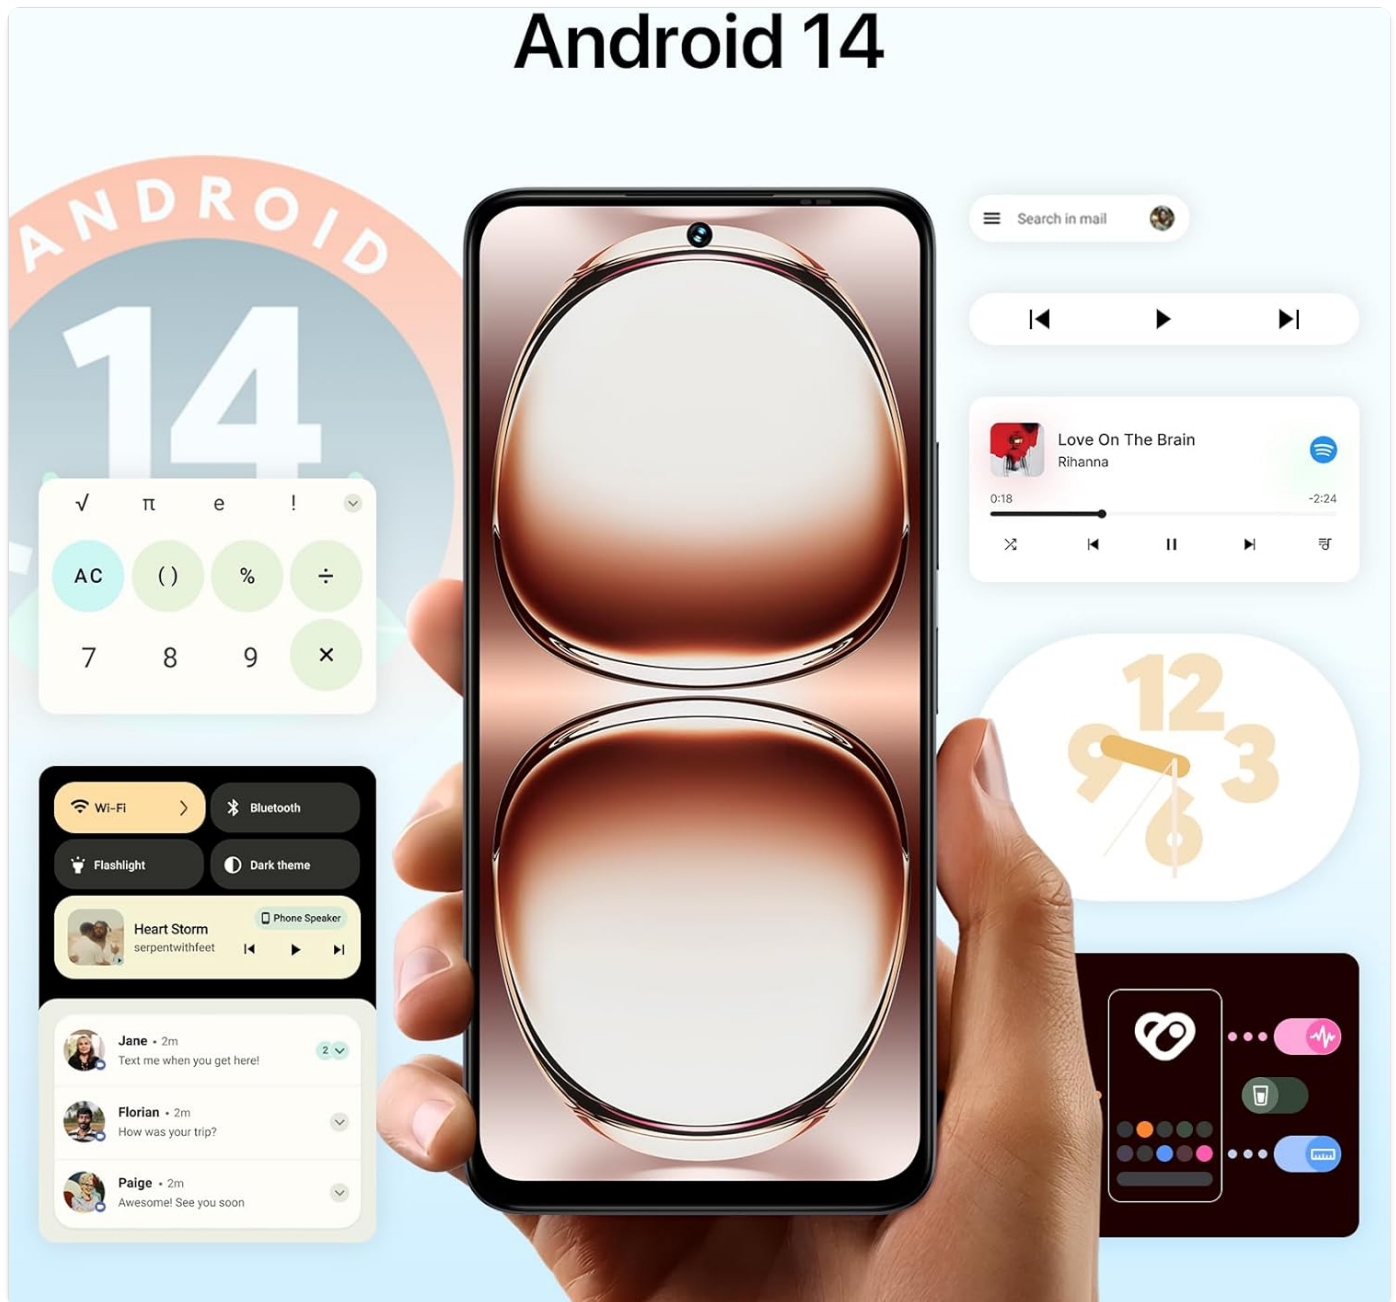 Android 14
ANDROID
14
√ π e !
AC ( ) % ÷
7 8 9 ×
Wi-Fi
Bluetooth
Flashlight
Dark theme
Phone Speaker
Heart Storm
serpentwithfeet
Jane • 2m
Text me when you get here!
2
Florian • 2m
How was your trip?
Paige • 2m
Awesome! See you soon
Search in mail
Love On The Brain
Rihanna
0:18
-2:24
12
9
3
6